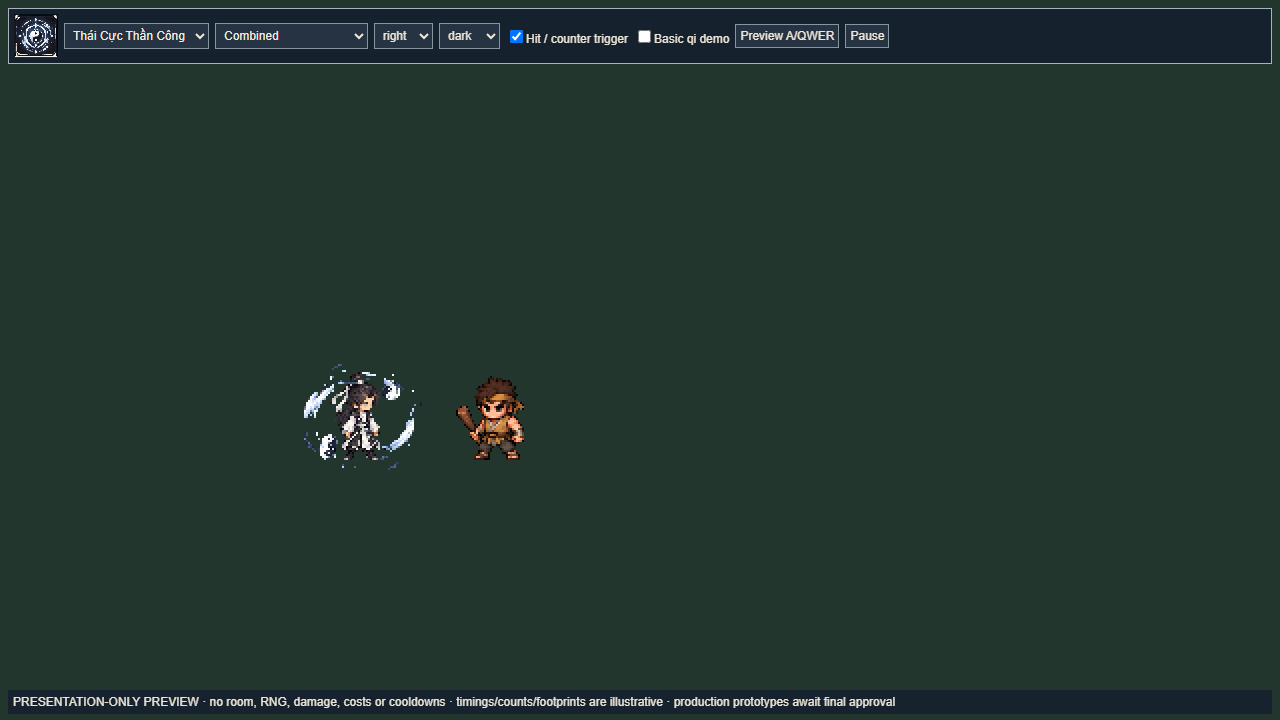 Thái Cực Thần Công Combined right dark Hit / counter trigger Basic qi demo Preview A/QWER Pause
PRESENTATION-ONLY PREVIEW · no room, RNG, damage, costs or cooldowns · timings/counts/footprints are illustrative · production prototypes await final approval